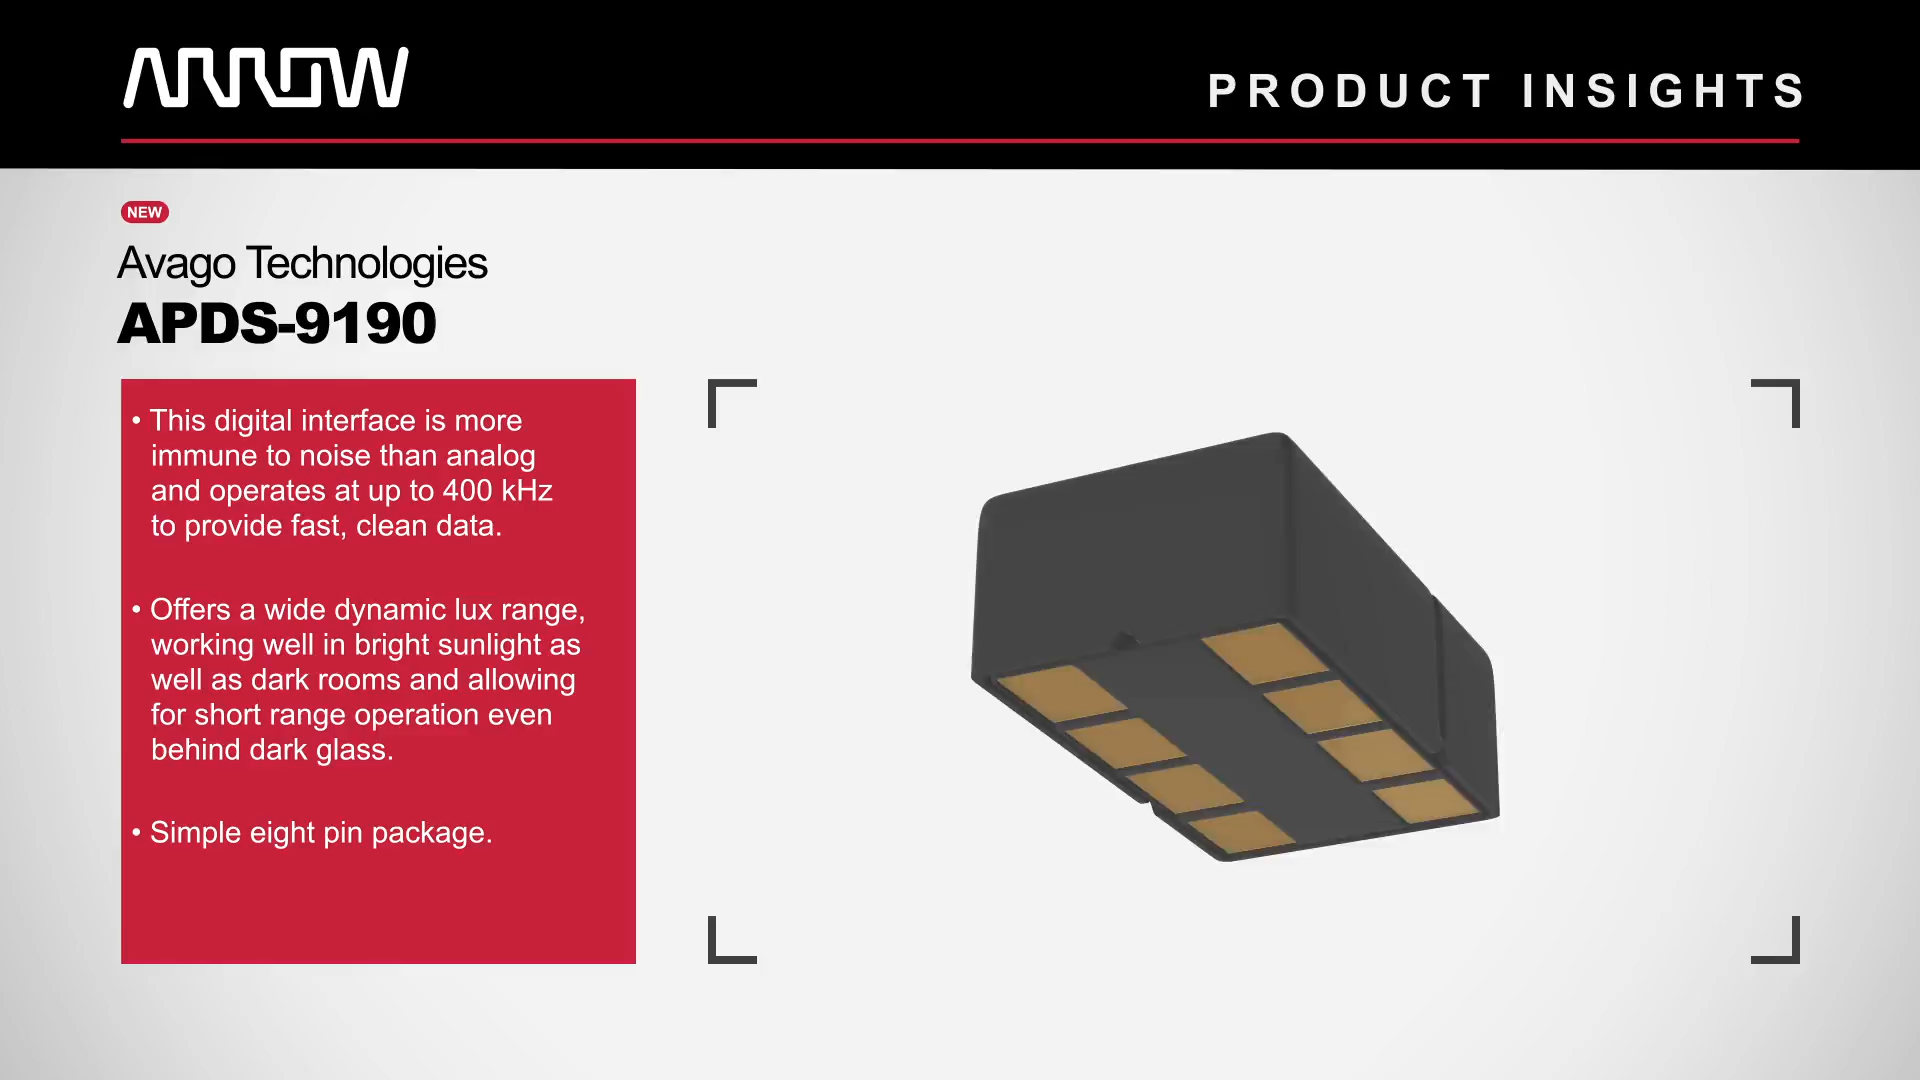 ARROW
PRODUCT INSIGHTS
NEW
Avago Technologies
APDS-9190
• This digital interface is more
immune to noise than analog
and operates at up to 400 kHz
to provide fast, clean data.
• Offers a wide dynamic lux range,
working well in bright sunlight as
well as dark rooms and allowing
for short range operation even
behind dark glass.
• Simple eight pin package.